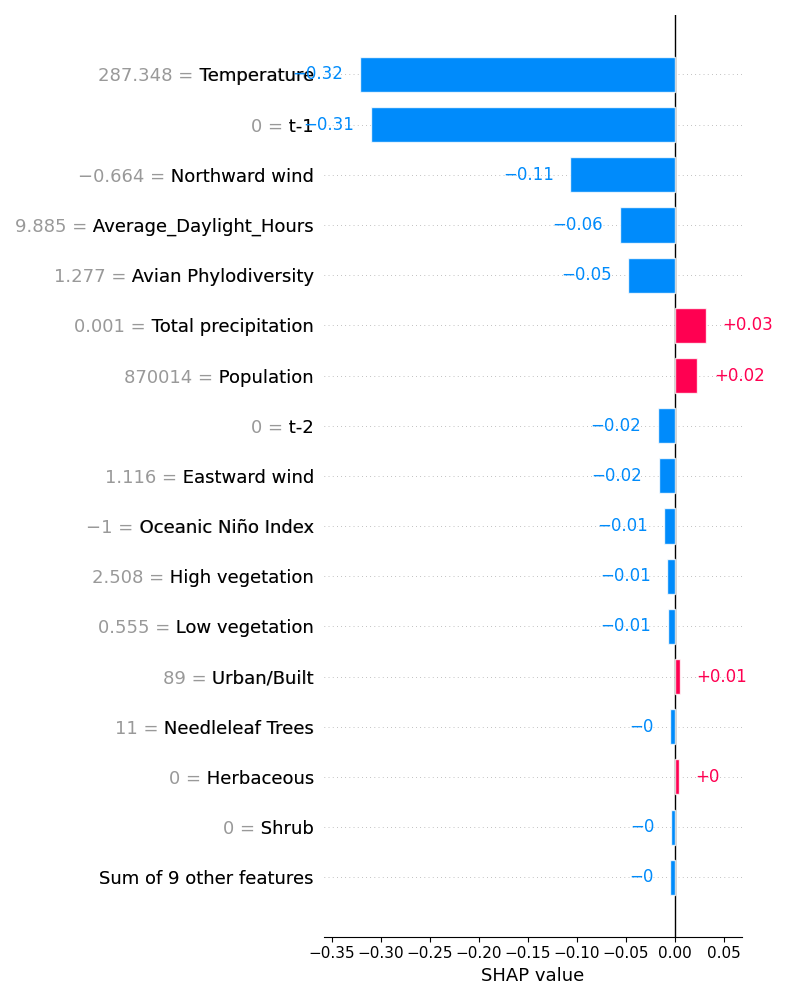 287.348 = Temperature −0.32
0 = t-1 −0.31
−0.664 = Northward wind −0.11
9.885 = Average_Daylight_Hours −0.06
1.277 = Avian Phylodiversity −0.05
0.001 = Total precipitation +0.03
870014 = Population +0.02
0 = t-2 −0.02
1.116 = Eastward wind −0.02
−1 = Oceanic Niño Index −0.01
2.508 = High vegetation −0.01
0.555 = Low vegetation −0.01
89 = Urban/Built +0.01
11 = Needleleaf Trees −0
0 = Herbaceous +0
0 = Shrub −0
Sum of 9 other features −0
−0.35 −0.30 −0.25 −0.20 −0.15 −0.10 −0.05 0.00 0.05
SHAP value